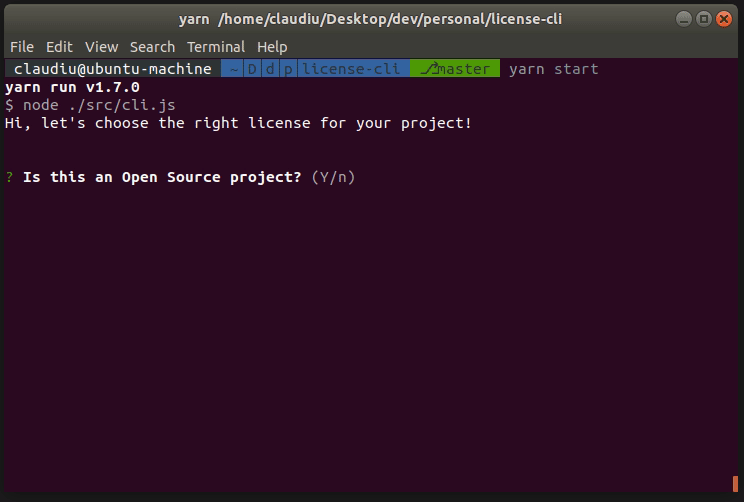 yarn /home/claudiu/Desktop/dev/personal/license-cli
File Edit View Search Terminal Help
claudiu@ubuntu-machine ~ D d p license-cli ⎇master yarn start
yarn run v1.7.0
$ node ./src/cli.js
Hi, let's choose the right license for your project!
? Is this an Open Source project? (Y/n)